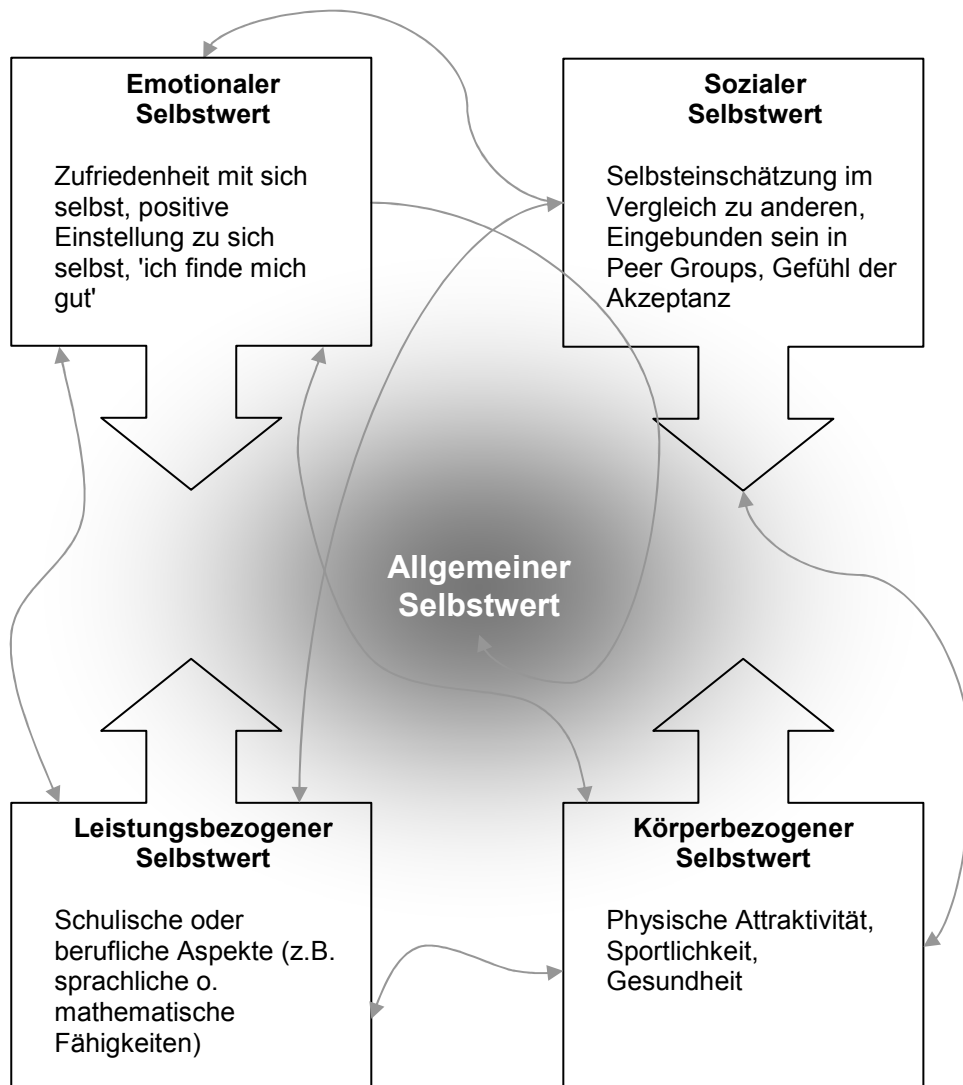 Emotionaler
Selbstwert
Zufriedenheit mit sich
selbst, positive
Einstellung zu sich
selbst, 'ich finde mich
gut'
Sozialer
Selbstwert
Selbsteinschätzung im
Vergleich zu anderen,
Eingebunden sein in
Peer Groups, Gefühl der
Akzeptanz
Allgemeiner
Selbstwert
Leistungsbezogener
Selbstwert
Schulische oder
berufliche Aspekte (z.B.
sprachliche o.
mathematische
Fähigkeiten)
Körperbezogener
Selbstwert
Physische Attraktivität,
Sportlichkeit,
Gesundheit